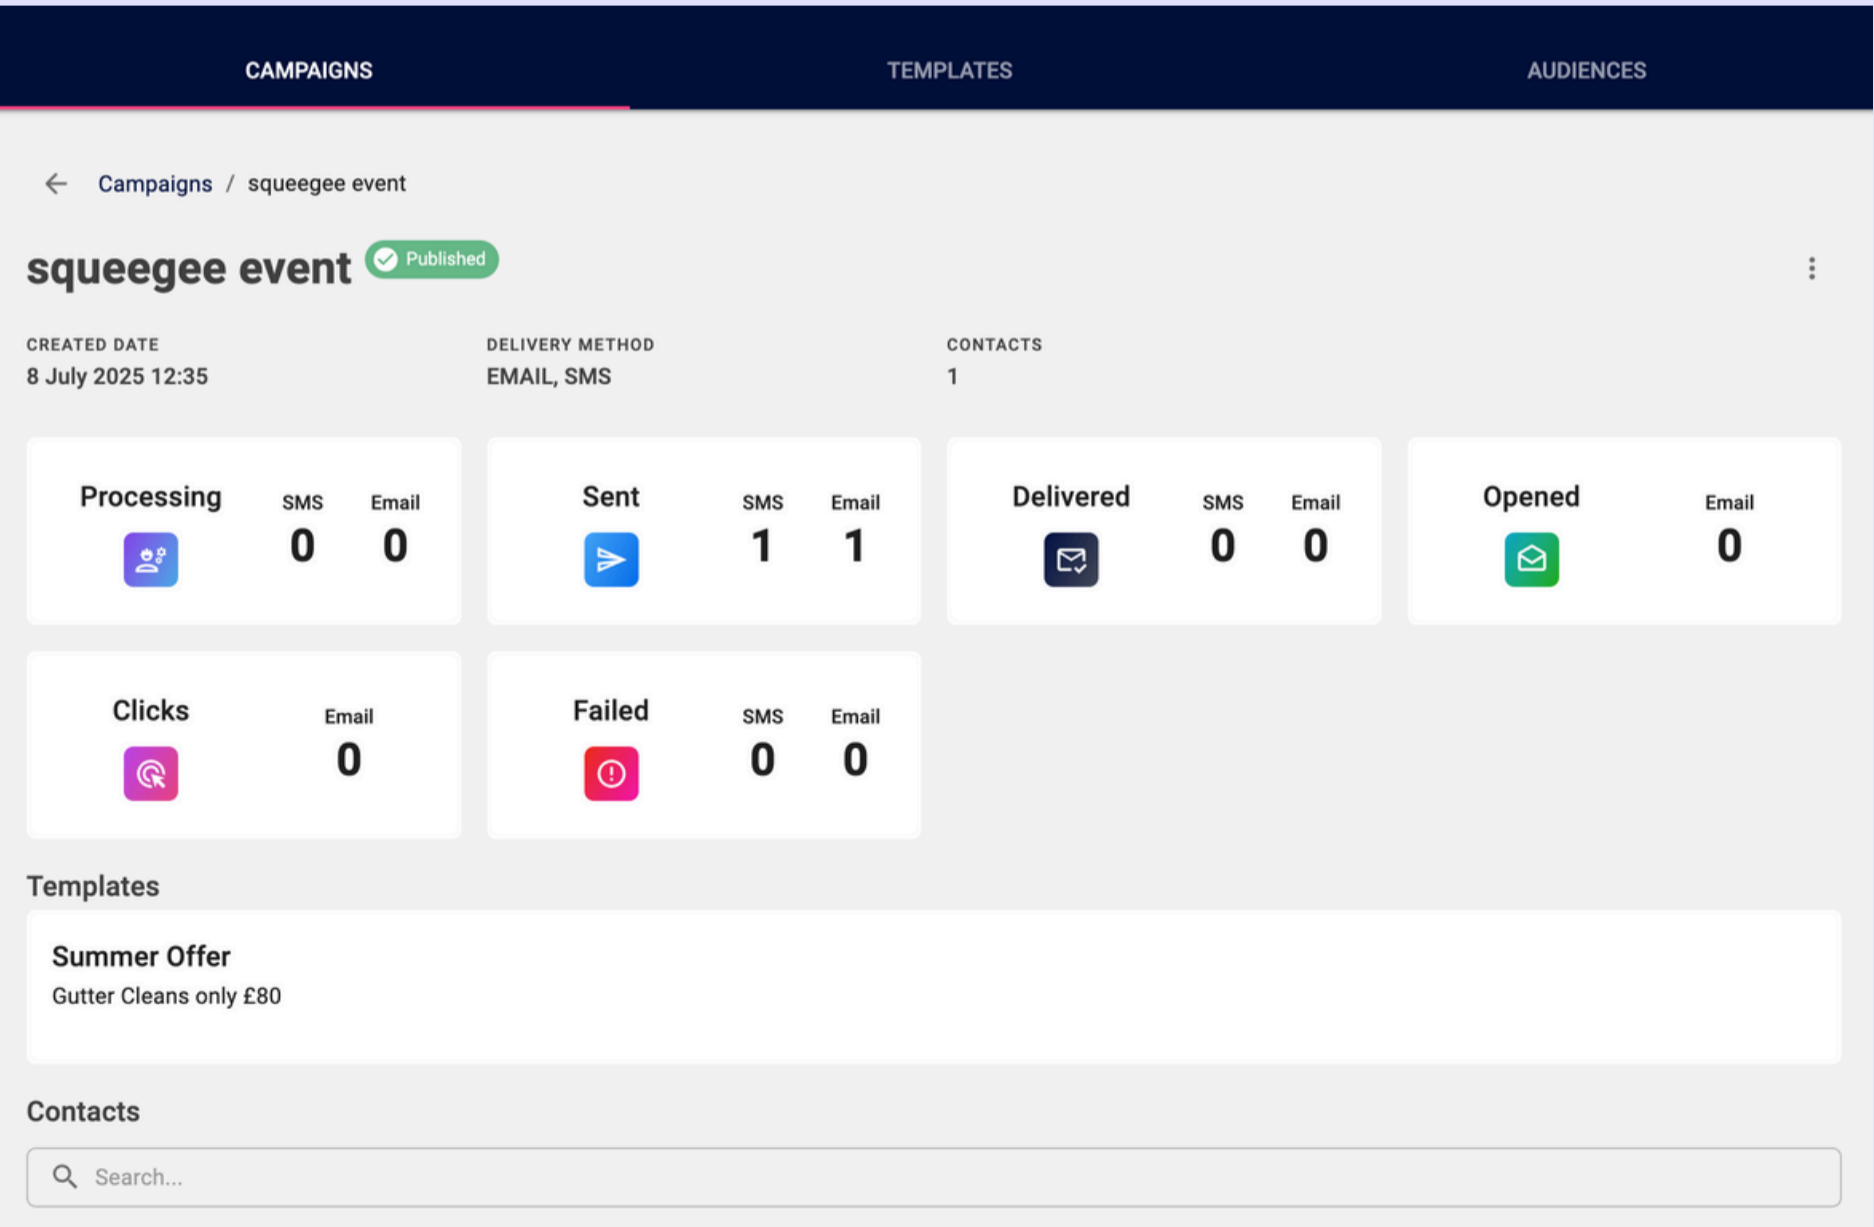 CAMPAIGNS TEMPLATES AUDIENCES
Campaigns / squeegee event
squeegee event Published
CREATED DATE DELIVERY METHOD CONTACTS
8 July 2025 12:35 EMAIL, SMS 1
Processing SMS Email Sent SMS Email Delivered SMS Email Opened Email
0 0 1 1 0 0 0
Clicks Email Failed SMS Email
0 0 0
Templates
Summer Offer
Gutter Cleans only £80
Contacts
Search...